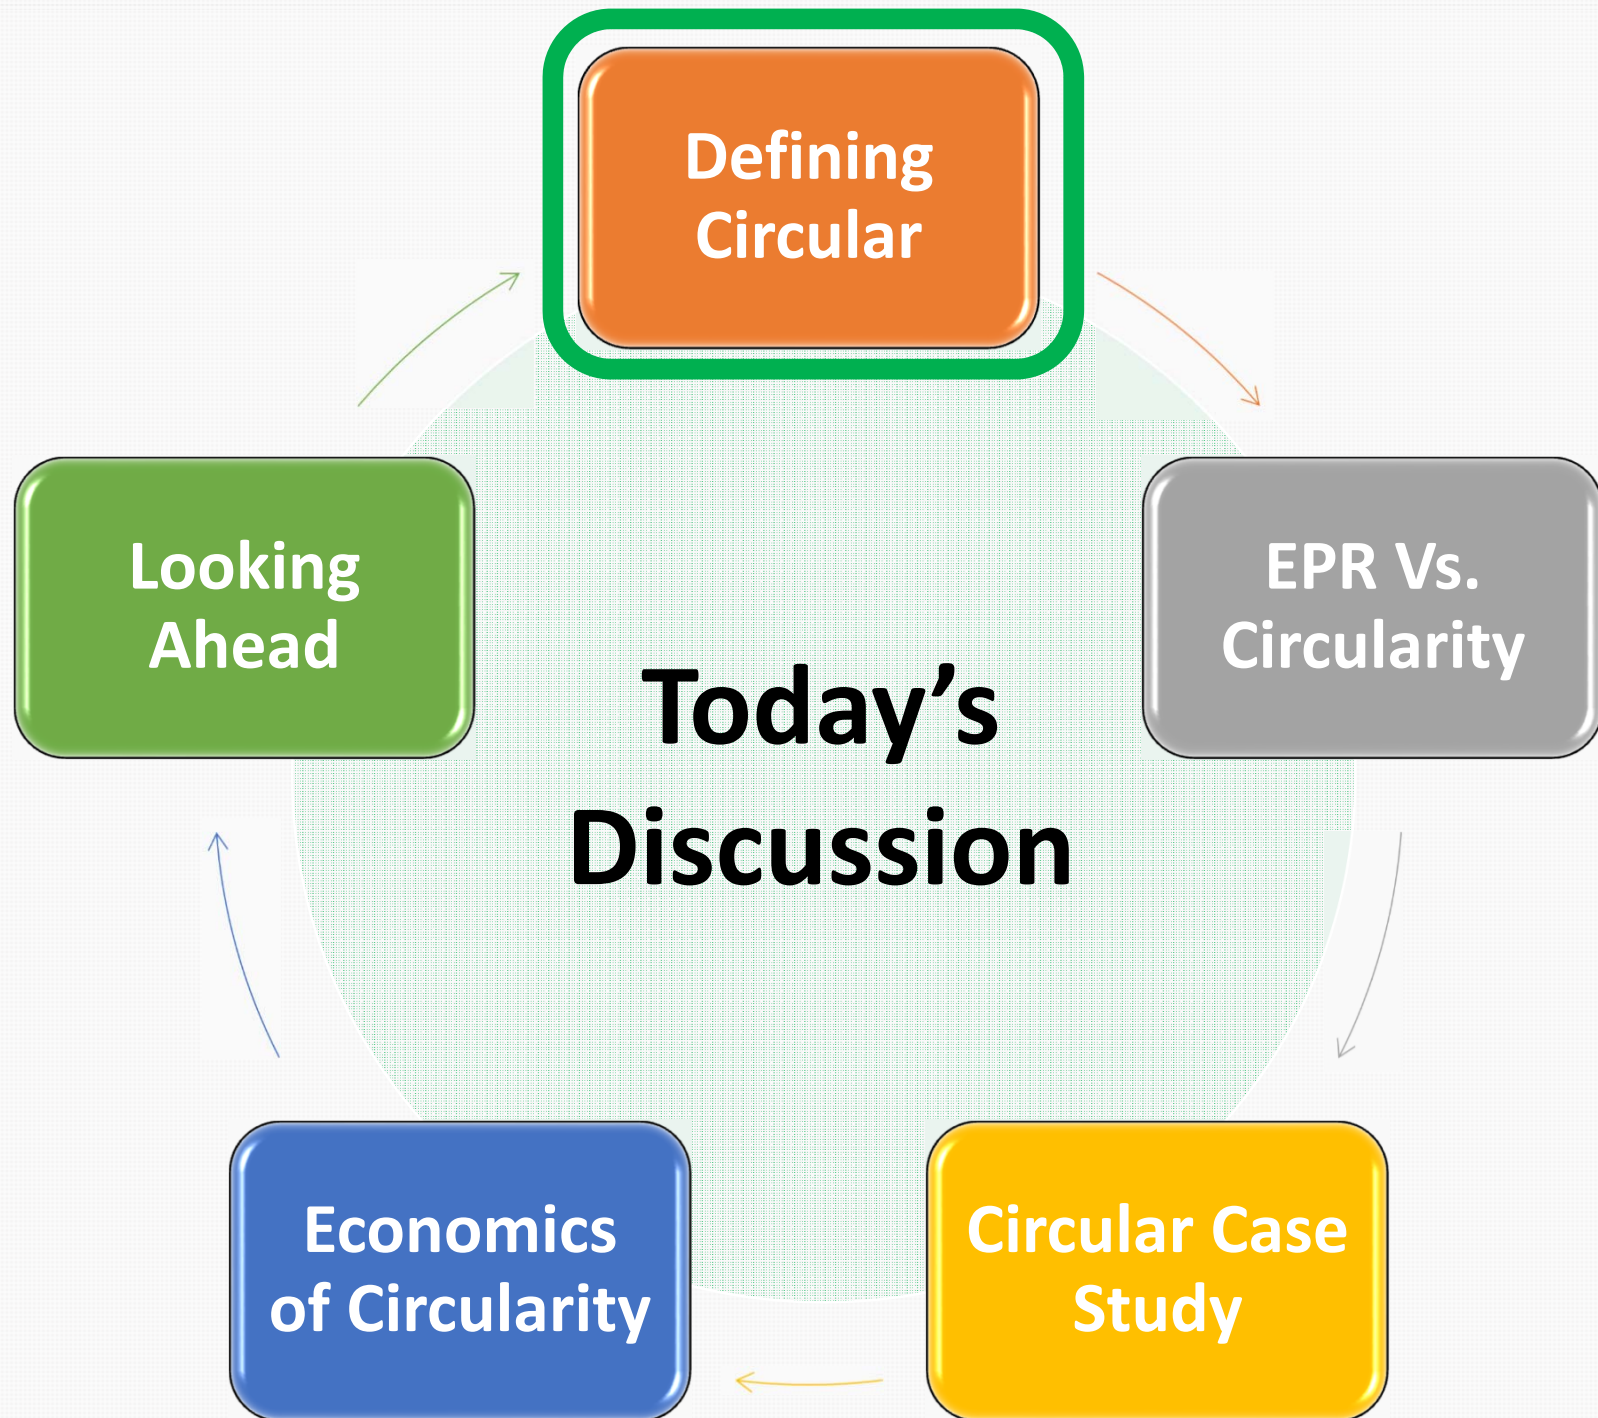 Defining
Circular
EPR Vs.
Circularity
Circular Case
Study
Economics
of Circularity
Looking
Ahead
Today’s
Discussion